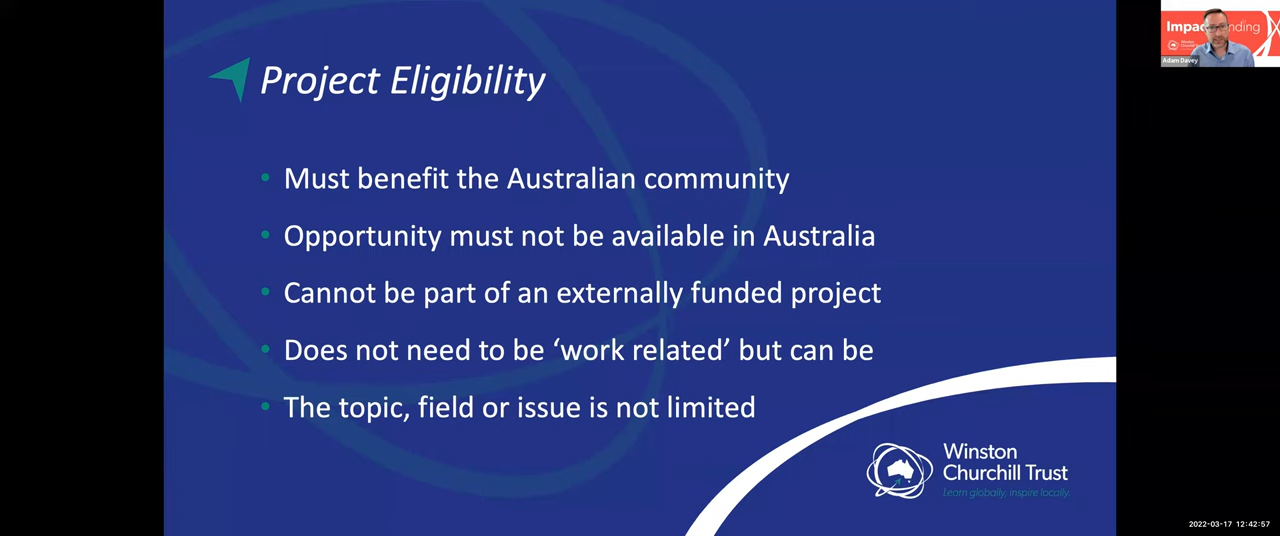 Project Eligibility
• Must benefit the Australian community
• Opportunity must not be available in Australia
• Cannot be part of an externally funded project
• Does not need to be ‘work related’ but can be
• The topic, field or issue is not limited
Winston
Churchill Trust
Learn globally, inspire locally.
Adam Davey
2022-03-17 12:42:57